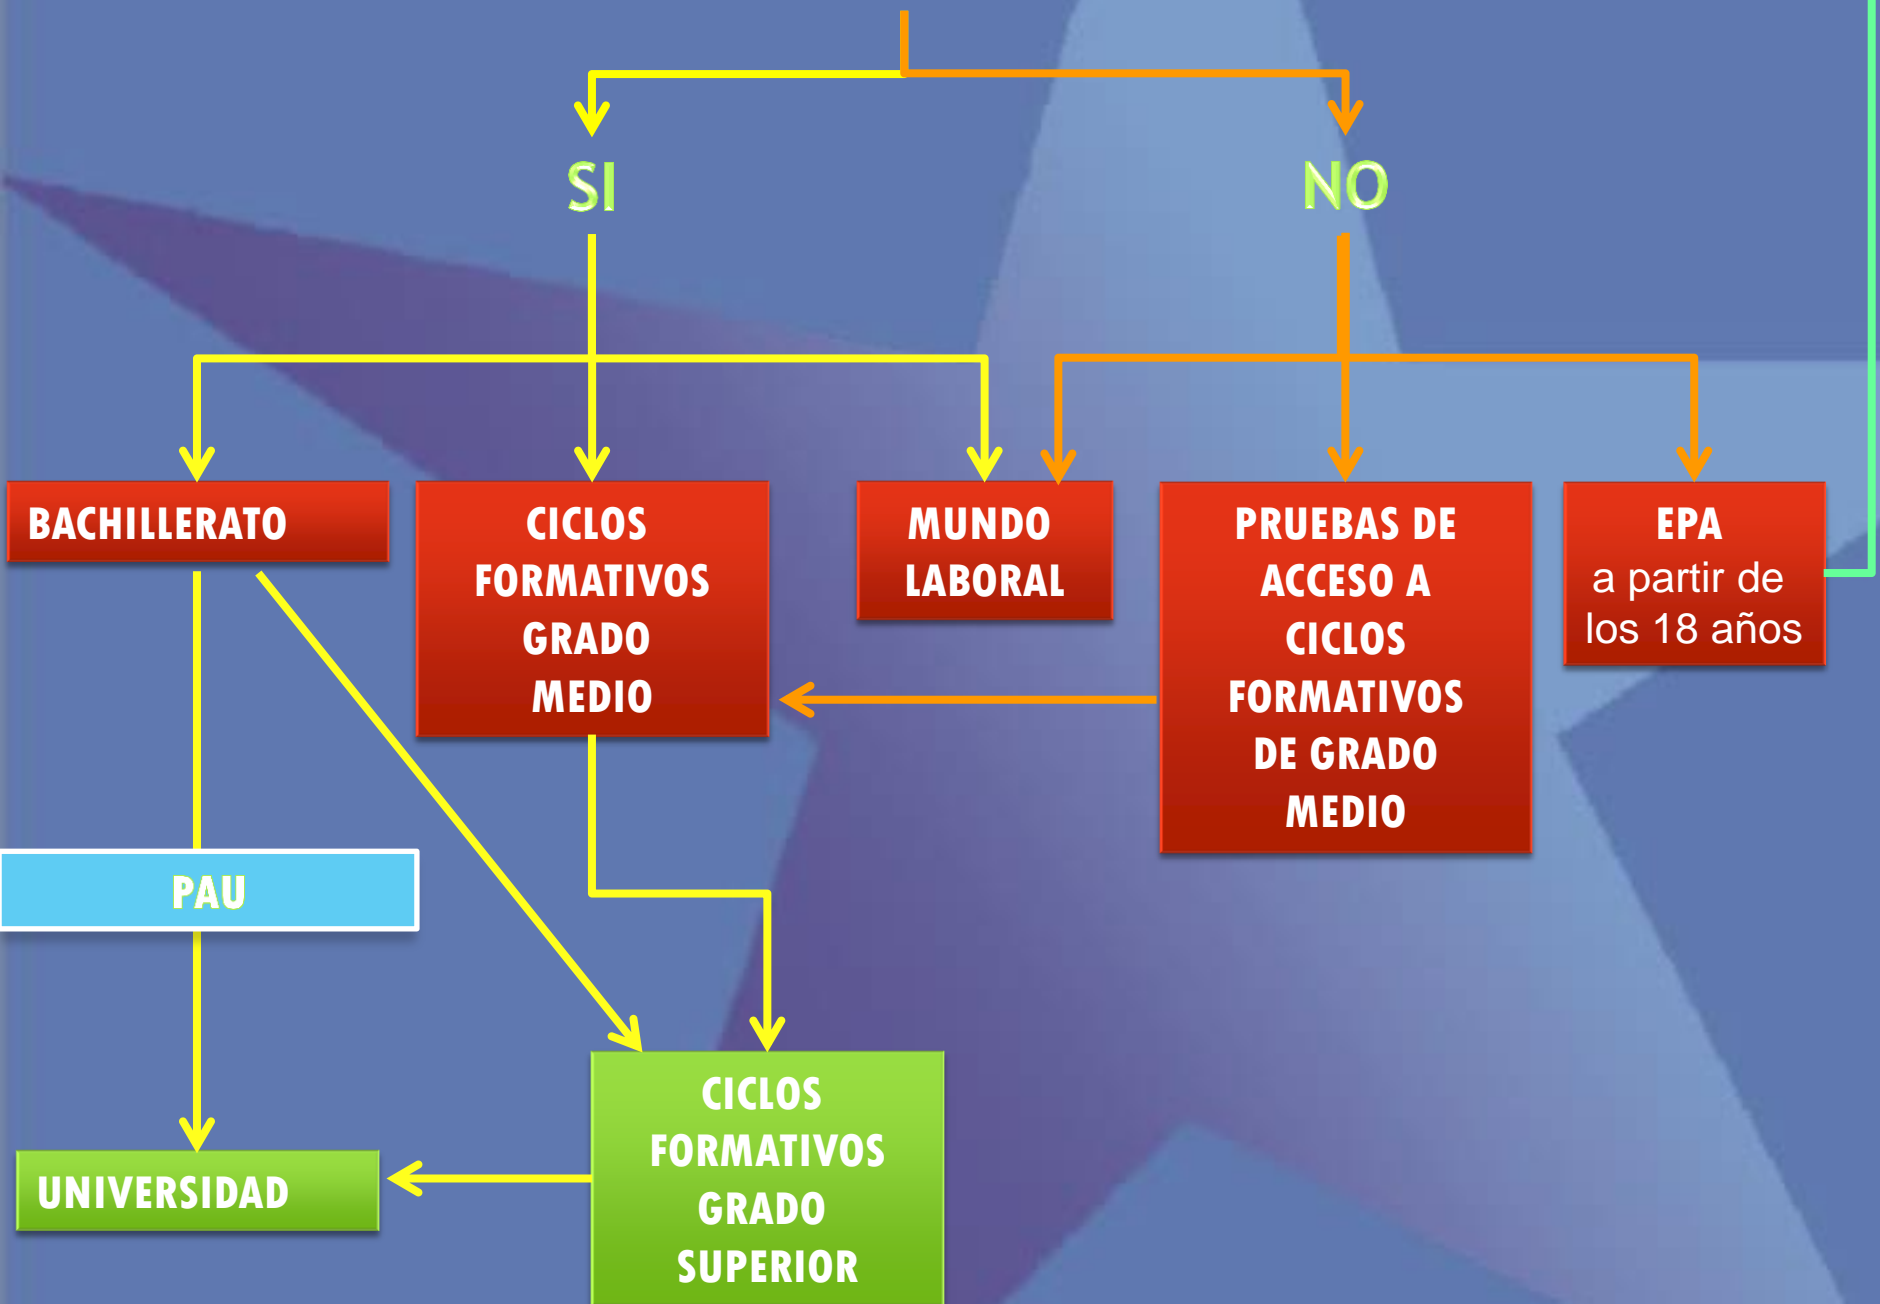 SI
NO
BACHILLERATO
CICLOS
FORMATIVOS
GRADO
MEDIO
MUNDO
LABORAL
PRUEBAS DE
ACCESO A
CICLOS
FORMATIVOS
DE GRADO
MEDIO
EPA
a partir de
los 18 años
PAU
UNIVERSIDAD
CICLOS
FORMATIVOS
GRADO
SUPERIOR